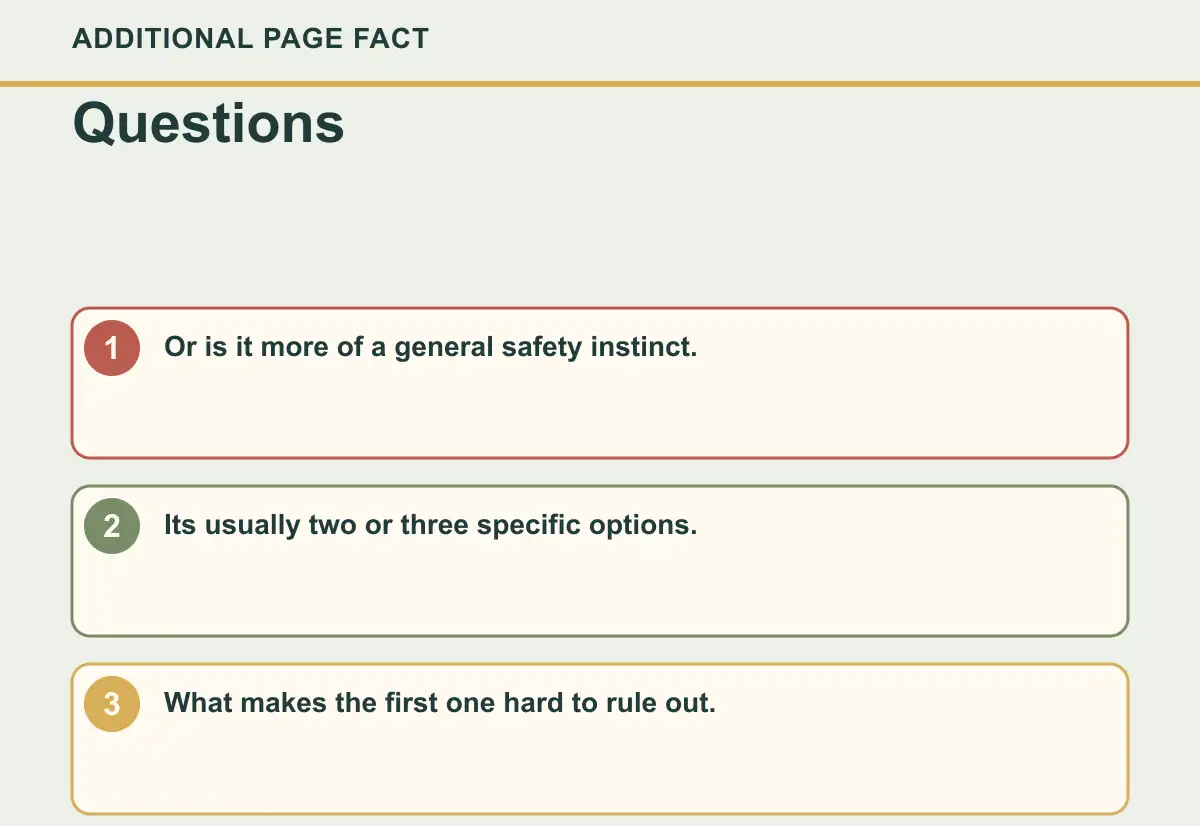 ADDITIONAL PAGE FACT
Questions
1 Or is it more of a general safety instinct.
2 Its usually two or three specific options.
3 What makes the first one hard to rule out.